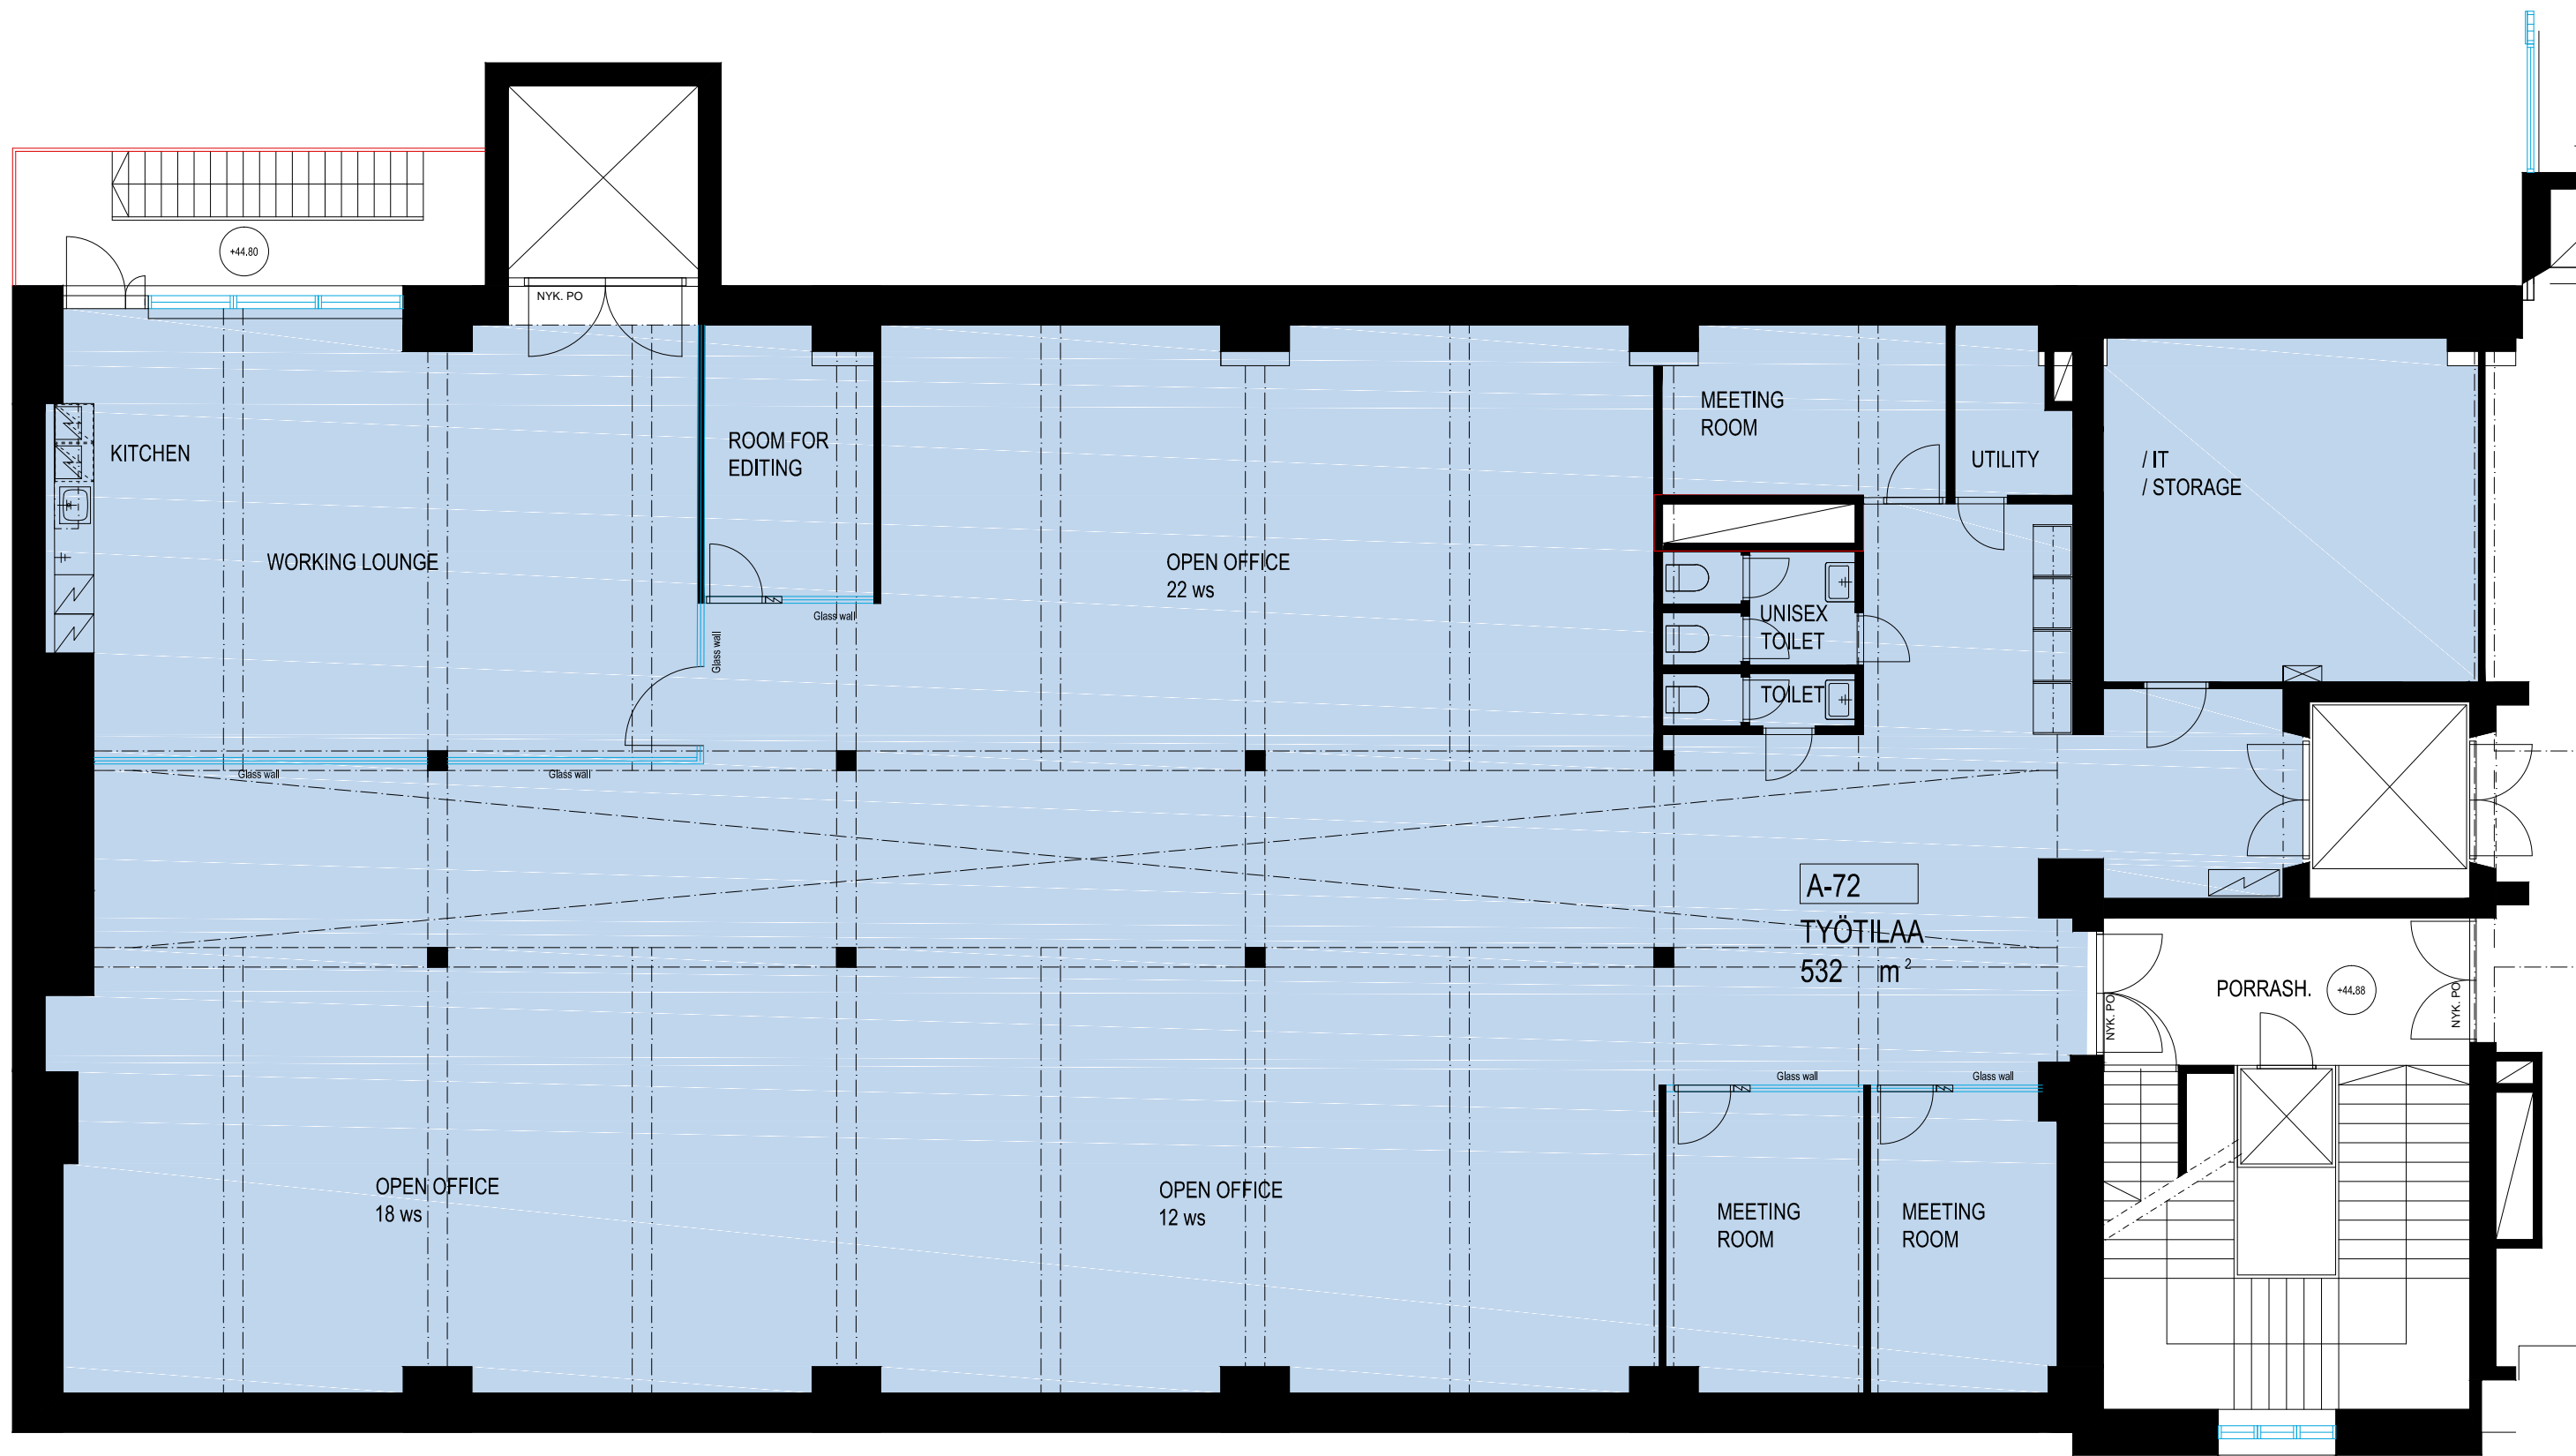 +44.80
NYK. PO
KITCHEN
WORKING LOUNGE
ROOM FOR
EDITING
Glass wall
Glass wall
Glass wall
Glass wall
OPEN OFFICE
22 ws
MEETING
ROOM
UTILITY
/ IT
/ STORAGE
UNISEX
TOILET
TOILET
A-72
TYÖTILAA
532 m²
PORRASH.
+44.88
NYK. PO
NYK. PO
Glass wall
Glass wall
OPEN OFFICE
18 ws
OPEN OFFICE
12 ws
MEETING
ROOM
MEETING
ROOM